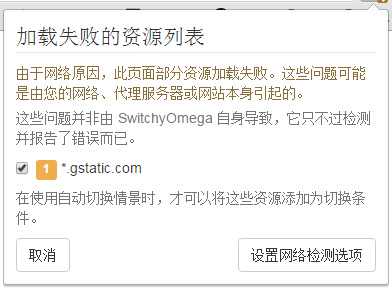 加载失败的资源列表
由于网络原因，此页面部分资源加载失败。这些问题可能
是由您的网络、代理服务器或网站本身引起的。
这些问题并非由 SwitchyOmega 自身导致，它只不过检测
并报告了错误而已。
1 *.gstatic.com
在使用自动切换情景时，才可以将这些资源添加为切换条
件。
取消 设置网络检测选项